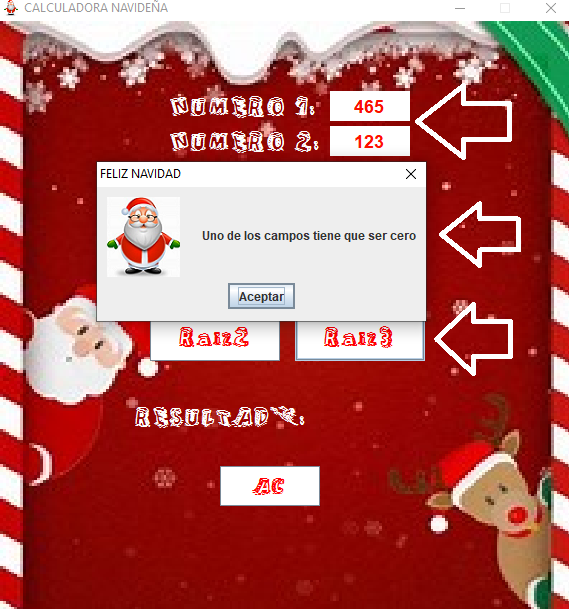 CALCULADORA NAVIDEÑA
NUMERO 1: 465
NUMERO 2: 123
FELIZ NAVIDAD
Uno de los campos tiene que ser cero
Aceptar
Raiz2 Raiz3
RESULTADO:
AC